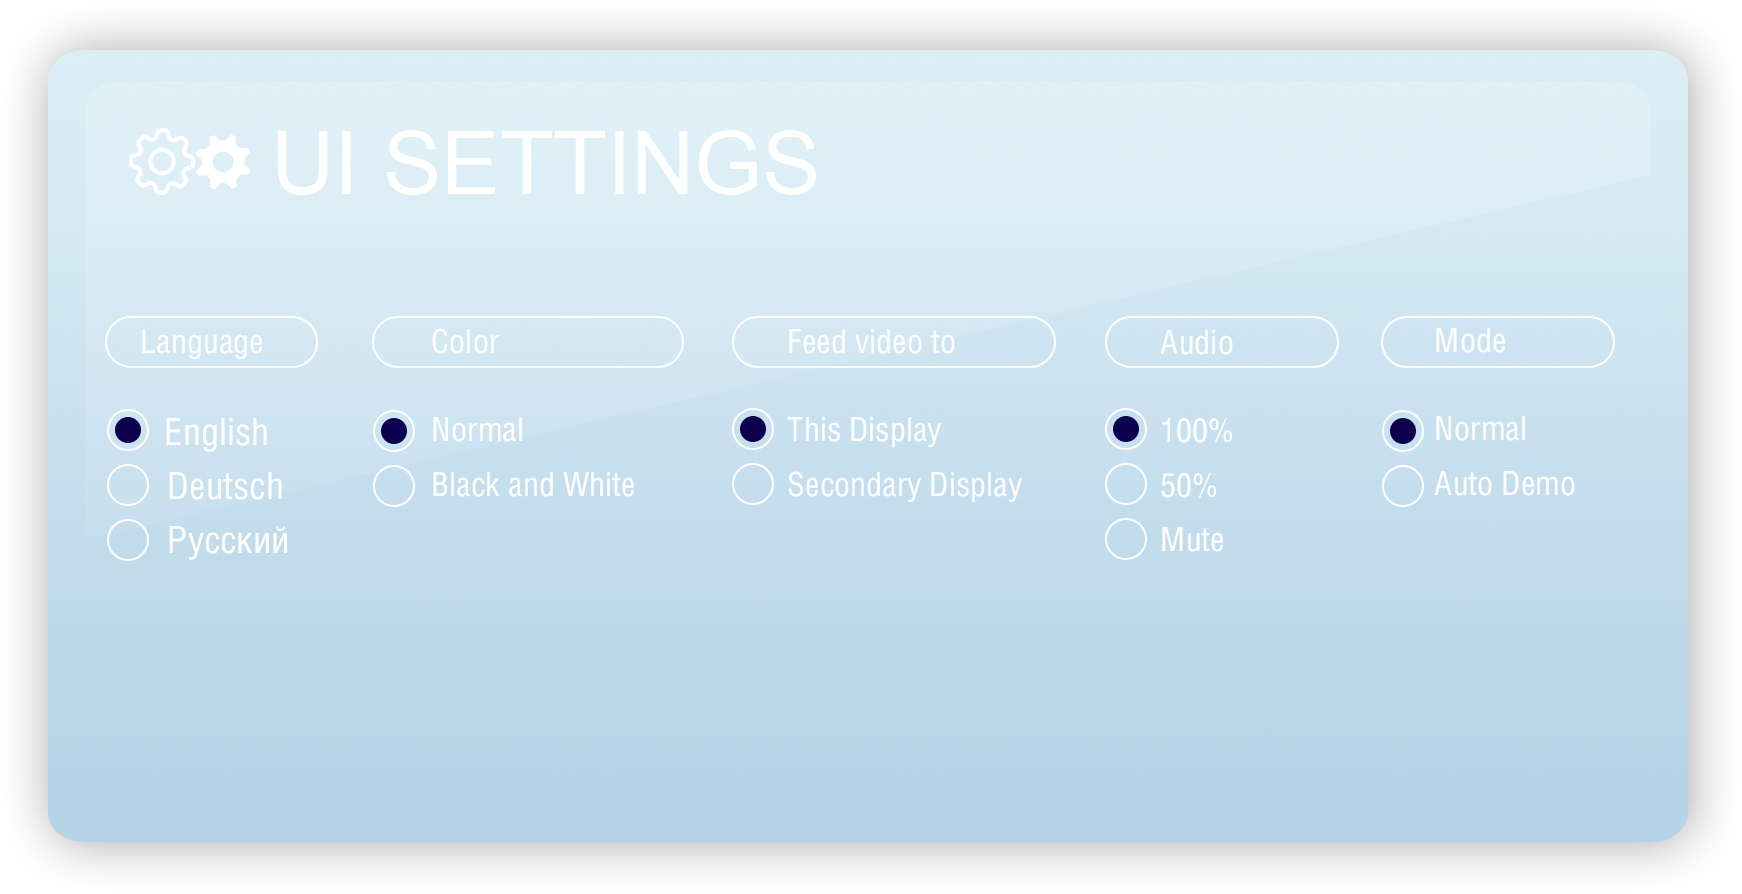 UI SETTINGS
Language
English
Deutsch
Русский
Color
Normal
Black and White
Feed video to
This Display
Secondary Display
Audio
100%
50%
Mute
Mode
Normal
Auto Demo